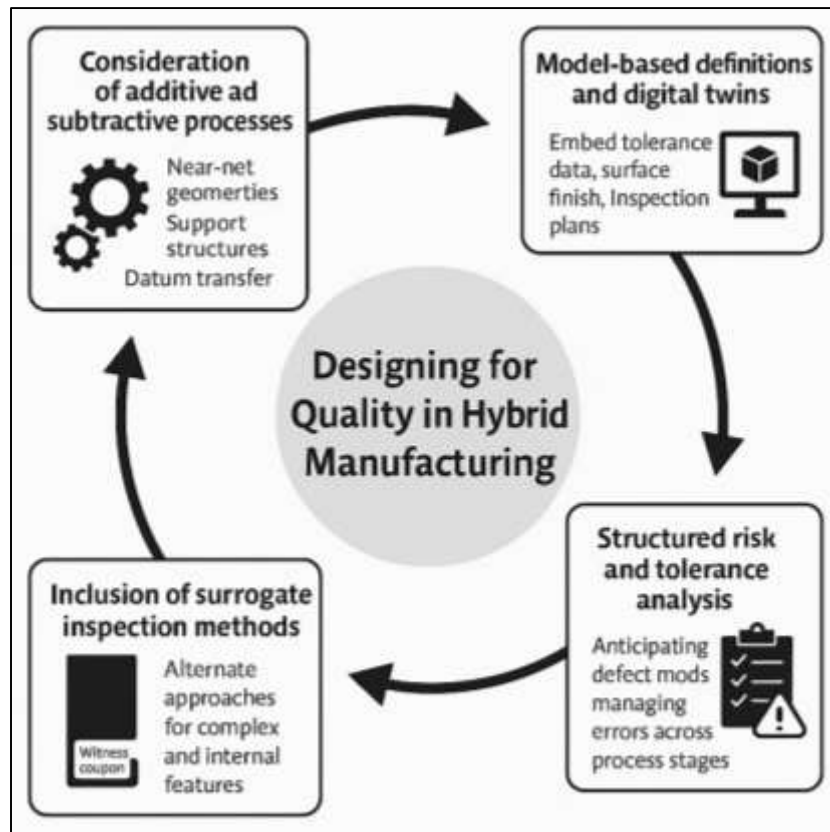 Consideration
of additive ad
subtractive processes
Near-net
geomerties
Support
structures
Datum transfer
Model-based definitions
and digital twins
Embed tolerance
data, surface
finish, Inspection
plans
Designing for
Quality in Hybrid
Manufacturing
Structured risk
and tolerance
analysis
Anticipating
defect mods
managing
errors across
process stages
Inclusion of surrogate
inspection methods
Alternate
approaches
for complex
and internal
features
Witness
coupon